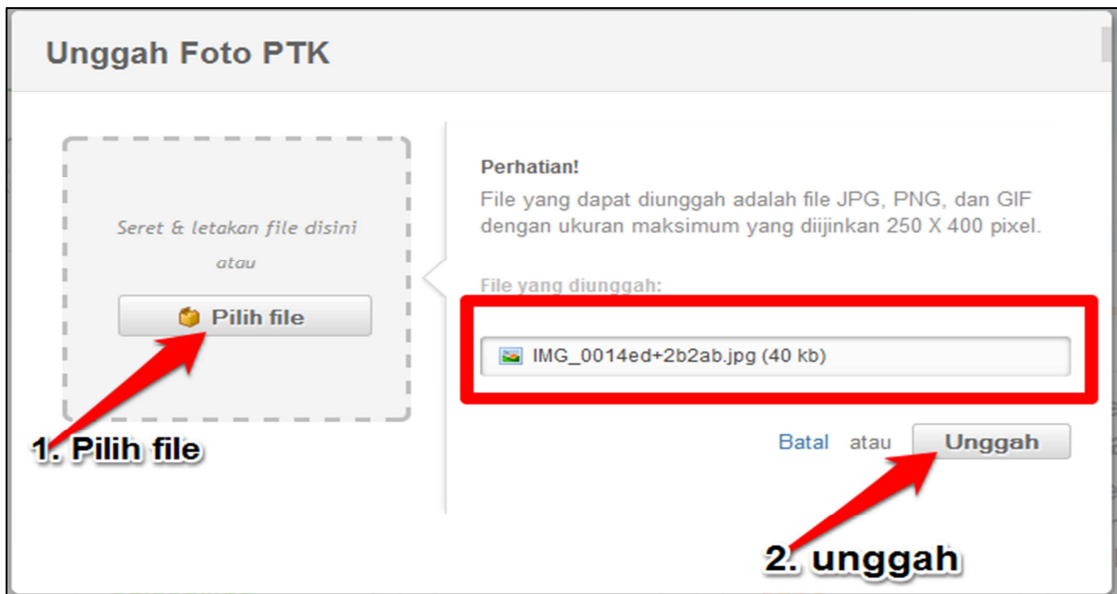 Unggah Foto PTK
Seret & letakan file disini
atau
Pilih file
1. Pilih file
Perhatian!
File yang dapat diunggah adalah file JPG, PNG, dan GIF
dengan ukuran maksimum yang diijinkan 250 X 400 pixel.
File yang diunggah:
IMG_0014ed+2b2ab.jpg (40 kb)
Batal atau Unggah
2. unggah